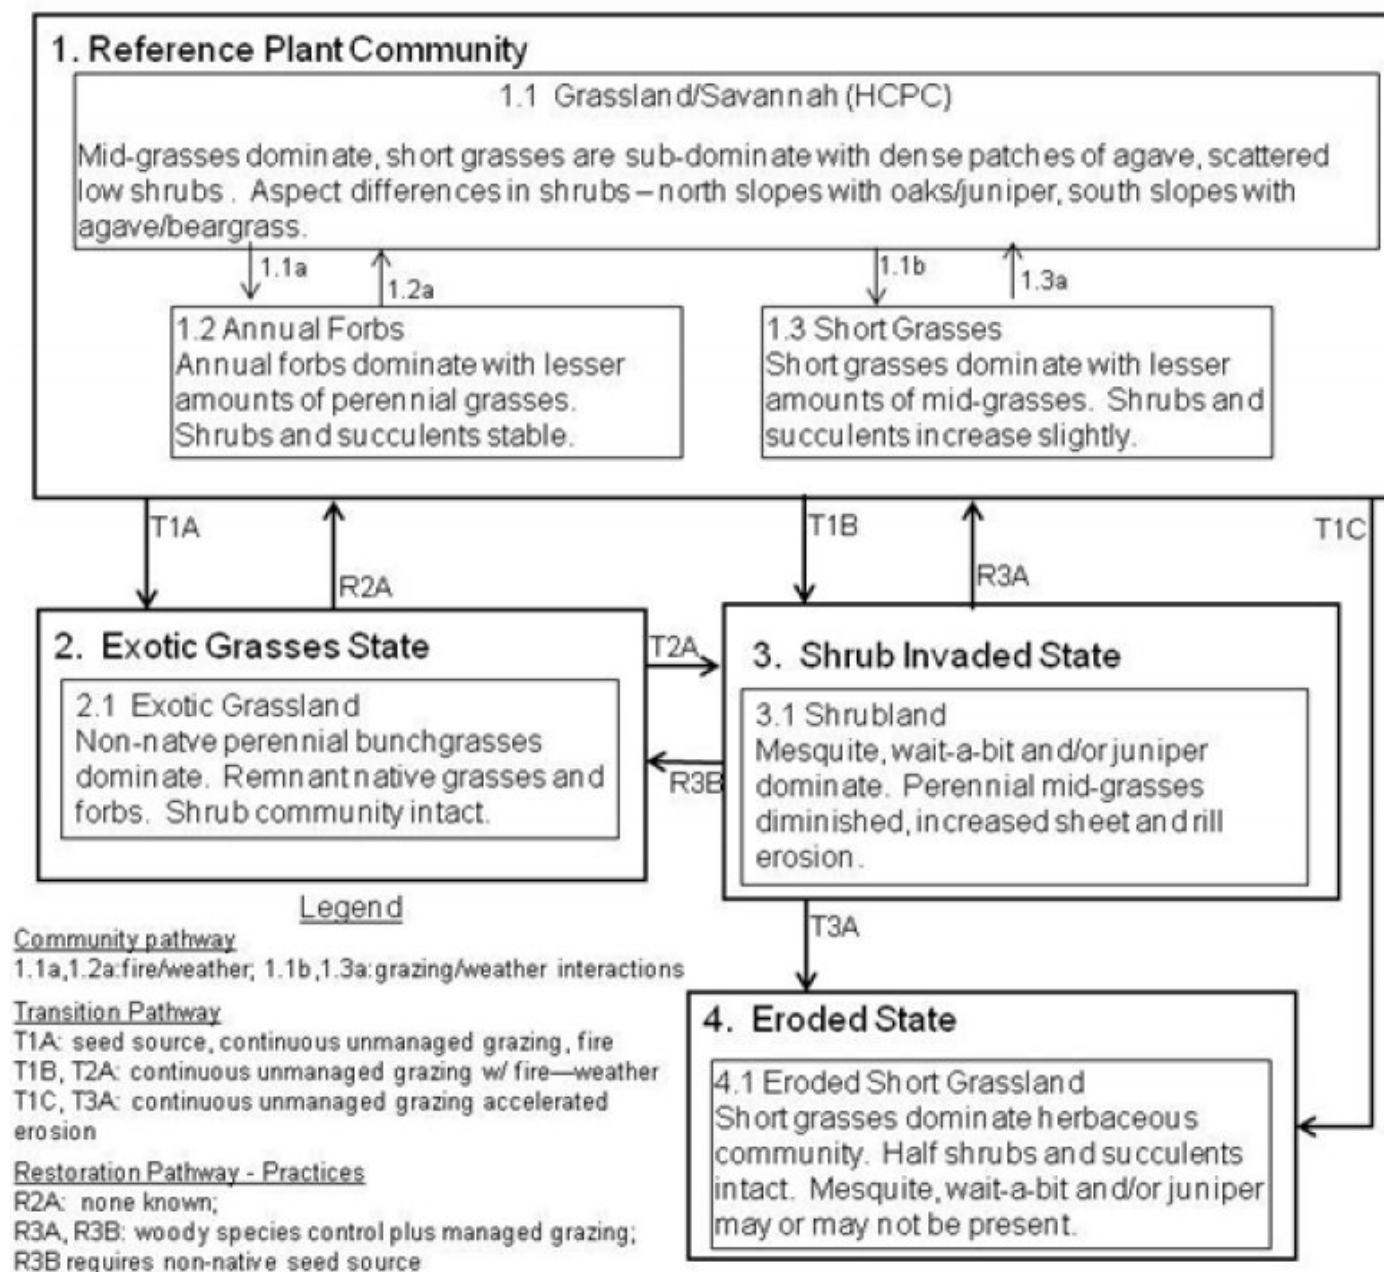 1. Reference Plant Community
1.1 Grassland/Savannah (HCPC)
Mid-grasses dominate, short grasses are sub-dominate with dense patches of agave, scattered
low shrubs. Aspect differences in shrubs – north slopes with oaks/juniper, south slopes with
agave/beargrass.
1.1a
1.2a
1.1b
1.3a
1.2 Annual Forbs
Annual forbs dominate with lesser
amounts of perennial grasses.
Shrubs and succulents stable.
1.3 Short Grasses
Short grasses dominate with lesser
amounts of mid-grasses. Shrubs and
succulents increase slightly.
T1A
R2A
T1B
R3A
T1C
2. Exotic Grasses State
2.1 Exotic Grassland
Non-natve perennial bunchgrasses
dominate. Remnant native grasses and
forbs. Shrub community intact.
T2A
R3B
3. Shrub Invaded State
3.1 Shrubland
Mesquite, wait-a-bit and/or juniper
dominate. Perennial mid-grasses
diminished, increased sheet and rill
erosion.
T3A
4. Eroded State
4.1 Eroded Short Grassland
Short grasses dominate herbaceous
community. Half shrubs and succulents
intact. Mesquite, wait-a-bit and/or juniper
may or may not be present.
Legend
Community pathway
1.1a,1.2a:fire/weather; 1.1b,1.3a:grazing/weather interactions
Transition Pathway
T1A: seed source, continuous unmanaged grazing, fire
T1B, T2A: continuous unmanaged grazing w/ fire—weather
T1C, T3A: continuous unmanaged grazing accelerated
erosion
Restoration Pathway - Practices
R2A: none known;
R3A, R3B: woody species control plus managed grazing;
R3B requires non-native seed source